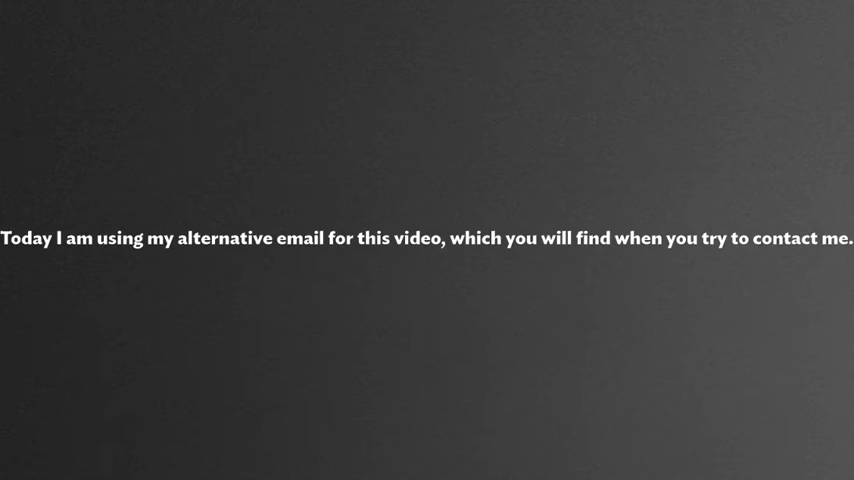 Today I am using my alternative email for this video, which you will find when you try to contact me.